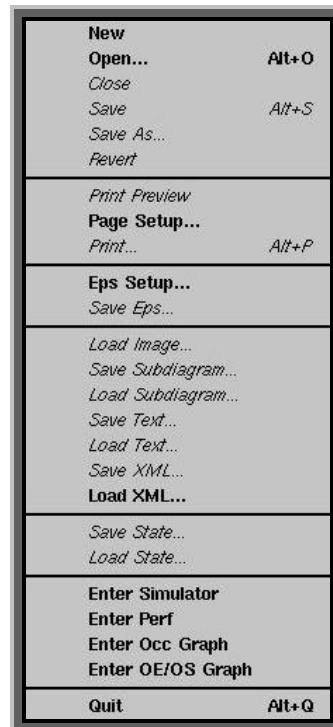 New
Open... Alt+O
Close
Save Alt+S
Save As...
Revert
Print Preview
Page Setup...
Print... Alt+P
Eps Setup...
Save Eps...
Load Image...
Save Subdiagram...
Load Subdiagram...
Save Text...
Load Text...
Save XML...
Load XML...
Save State...
Load State...
Enter Simulator
Enter Perf
Enter Occ Graph
Enter OE/OS Graph
Quit Alt+Q